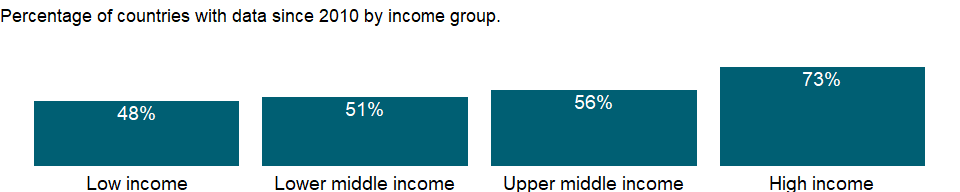 Percentage of countries with data since 2010 by income group.
48%
51%
56%
73%
Low income
Lower middle income
Upper middle income
High income